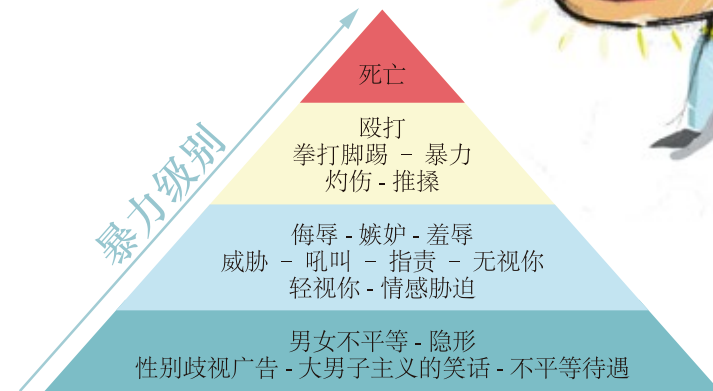 暴力级别
死亡
殴打
拳打脚踢 – 暴力
灼伤 - 推搡
侮辱 - 嫉妒 - 羞辱
威胁 – 吼叫 – 指责 – 无视你
轻视你 - 情感胁迫
男女不平等 - 隐形
性别歧视广告 - 大男子主义的笑话 - 不平等待遇